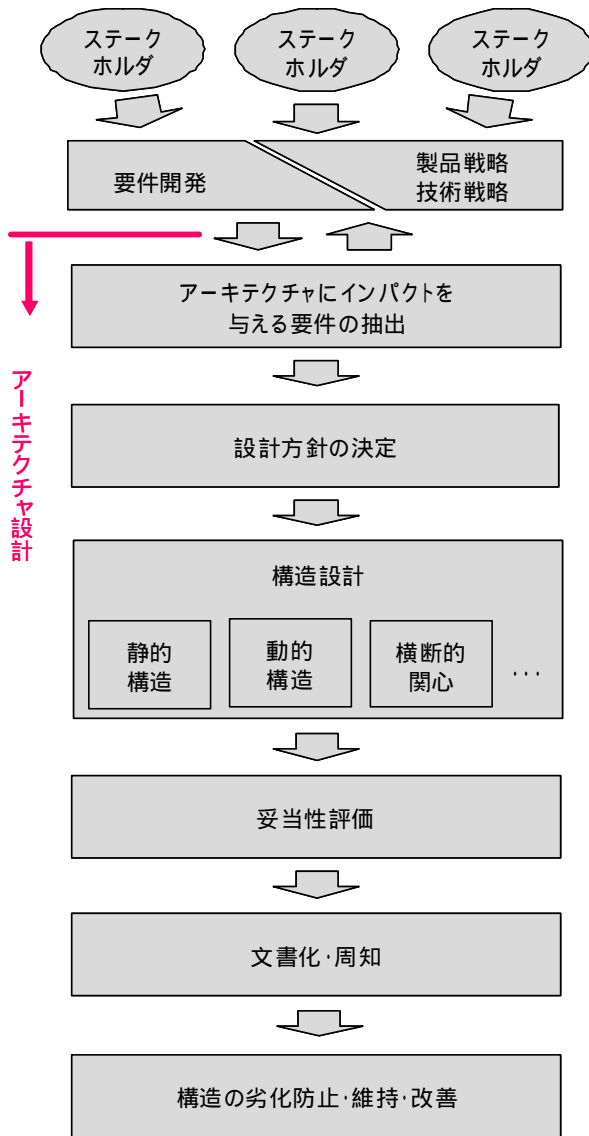 ステーク
ホルダ
ステーク
ホルダ
ステーク
ホルダ
要件開発
製品戦略
技術戦略
アーキテクチャにインパクトを
与える要件の抽出
アーキテクチャ設計
設計方針の決定
構造設計
静的
構造
動的
構造
横断的
関心
･･･
妥当性評価
文書化･周知
構造の劣化防止･維持･改善